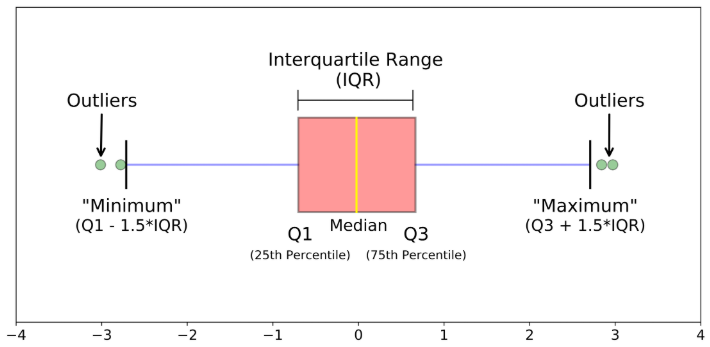 Interquartile Range
(IQR)
Outliers
Outliers
"Minimum"
(Q1 - 1.5*IQR)
"Maximum"
(Q3 + 1.5*IQR)
Q1
Median
Q3
(25th Percentile)
(75th Percentile)
−4
−3
−2
−1
0
1
2
3
4